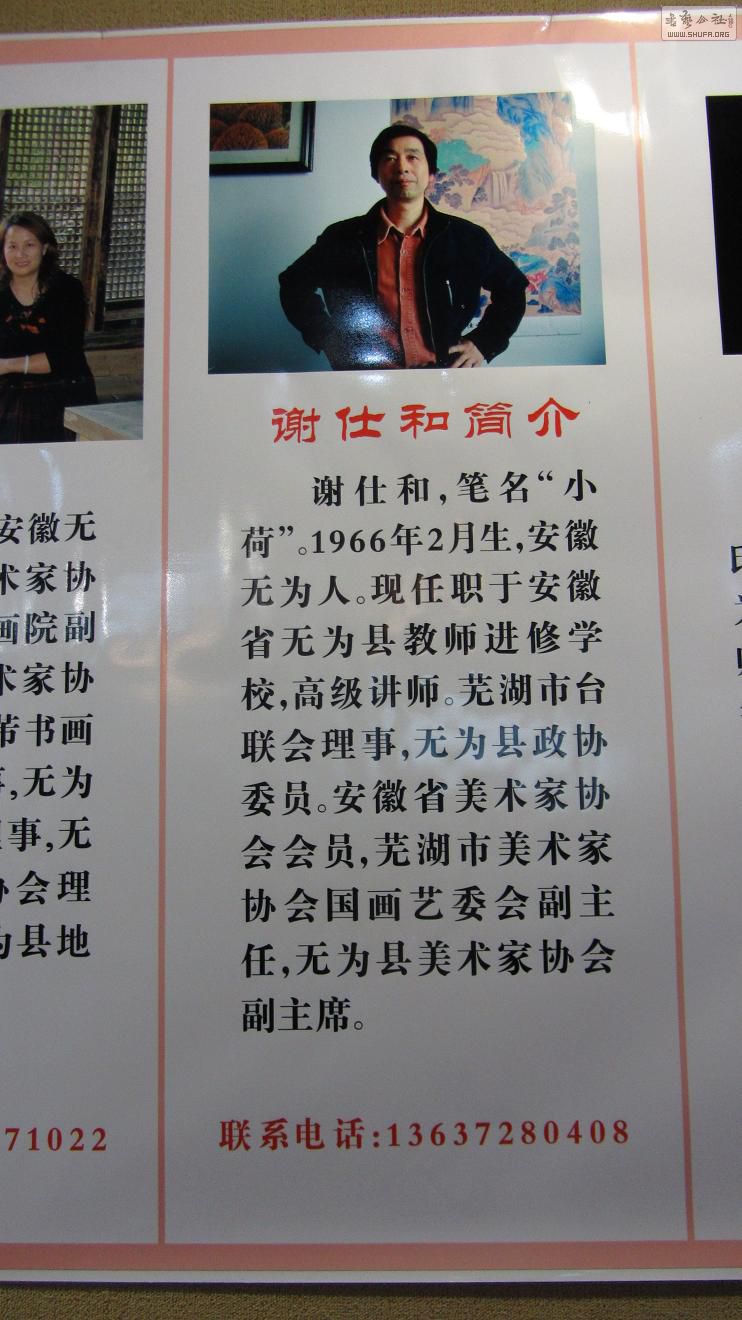 WWW.SHUFA.ORG
安徽无
术家协
画院副
术家协
书画
,无为
事,无
协会理
为县地
71022
谢仕和简介
谢仕和,笔名“小
荷”。1966年2月生,安徽
无为人。现任职于安徽
省无为县教师进修学
校,高级讲师。芜湖市台
联会理事,无为县政协
委员。安徽省美术家协
会会员,芜湖市美术家
协会国画艺委会副主
任,无为县美术家协会
副主席。
联系电话:13637280408